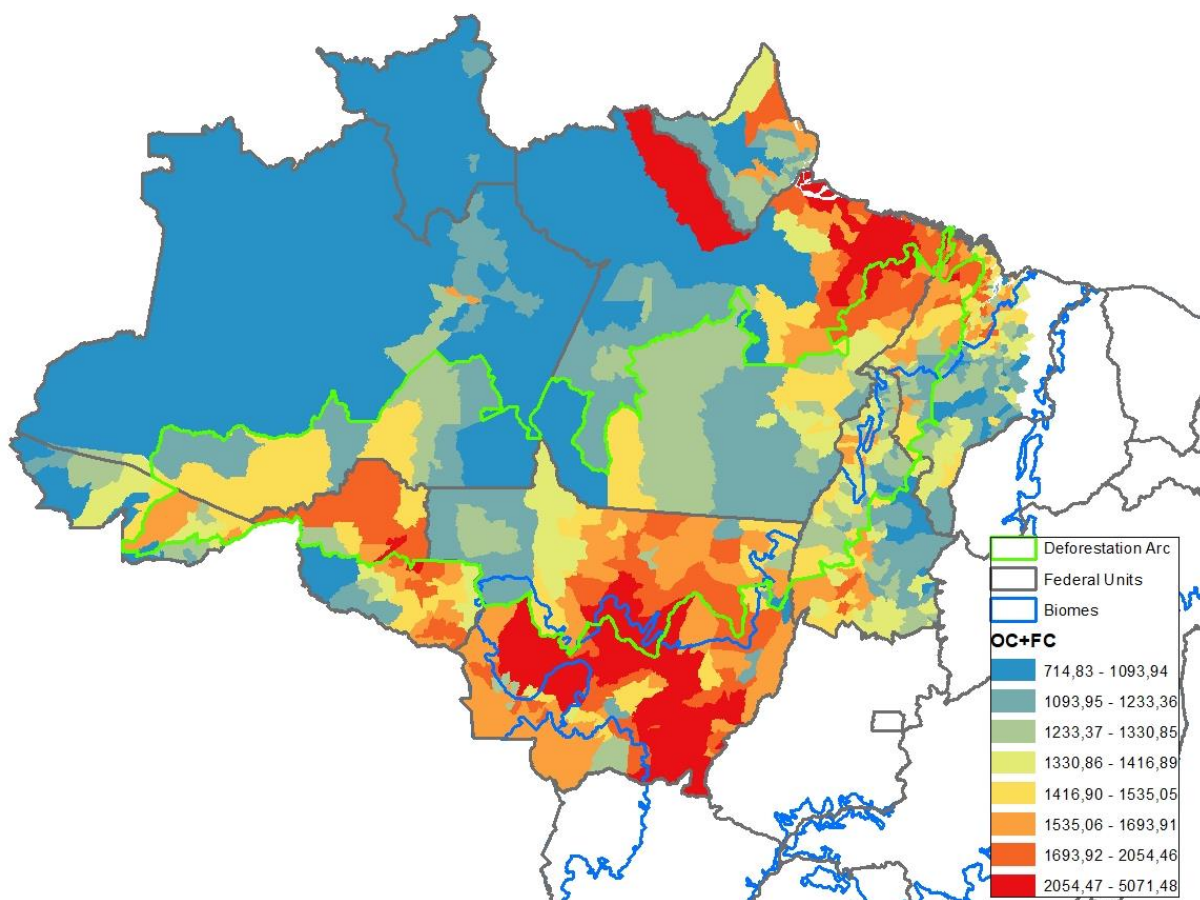 Deforestation Arc
Federal Units
Biomes
OC+FC
714,83 - 1093,94
1093,95 - 1233,36
1233,37 - 1330,85
1330,86 - 1416,89
1416,90 - 1535,05
1535,06 - 1693,91
1693,92 - 2054,46
2054,47 - 5071,48